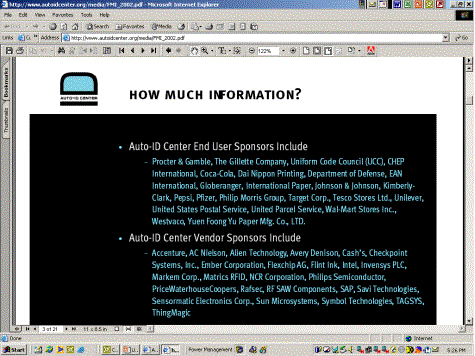 http://www.autoidcenter.org/media/FMI_2002.pdf - Microsoft Internet Explorer
File Edit View Favorites Tools Help
Back Search Favorites Media
Links Address http://www.autoidcenter.org/media/FMI_2002.pdf Go
122%
Bookmarks
Thumbnails
AUTO-ID CENTER
HOW MUCH INFORMATION?
• Auto-ID Center End User Sponsors Include
– Procter & Gamble, The Gillette Company, Uniform Code Council (UCC), CHEP
International, Coca-Cola, Dai Nippon Printing, Department of Defense, EAN
International, Globeranger, International Paper, Johnson & Johnson, Kimberly-
Clark, Pepsi, Pfizer, Philip Morris Group, Target Corp., Tesco Stores Ltd., Unilever,
United States Postal Service, United Parcel Service, Wal-Mart Stores Inc.,
Westvaco, Yuen Foong Yu Paper Mfg. Co., LTD.
• Auto-ID Center Vendor Sponsors Include
– Accenture, AC Nielson, Alien Technology, Avery Denison, Cash's, Checkpoint
Systems, Inc., Ember Corporation, Flexchip AG, Flint Ink, Intel, Invensys PLC,
Markem Corp., Matrics RFID, NCR Corporation, Philips Semiconductor,
PriceWaterhouseCoopers, Rafsec, RF SAW Components, SAP, Savi Technologies,
Sensormatic Electronics Corp., Sun Microsystems, Symbol Technologies, TAGSYS,
ThingMagic
3 of 21 11 x 8.5 in
Done Internet
Start Power Management 5:26 PM